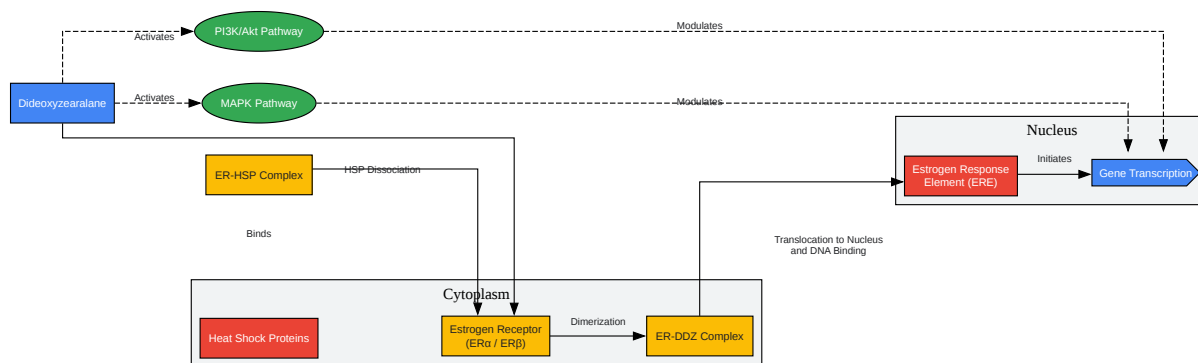 PI3K/Akt Pathway
Modulates
Activates
Dideoxyzearalane
Activates
MAPK Pathway
Modulates
Nucleus
ER-HSP Complex
HSP Dissociation
Estrogen Response
Element (ERE)
Initiates
Gene Transcription
Binds
Translocation to Nucleus
and DNA Binding
Cytoplasm
Heat Shock Proteins
Estrogen Receptor
(ERα / ERβ)
Dimerization
ER-DDZ Complex